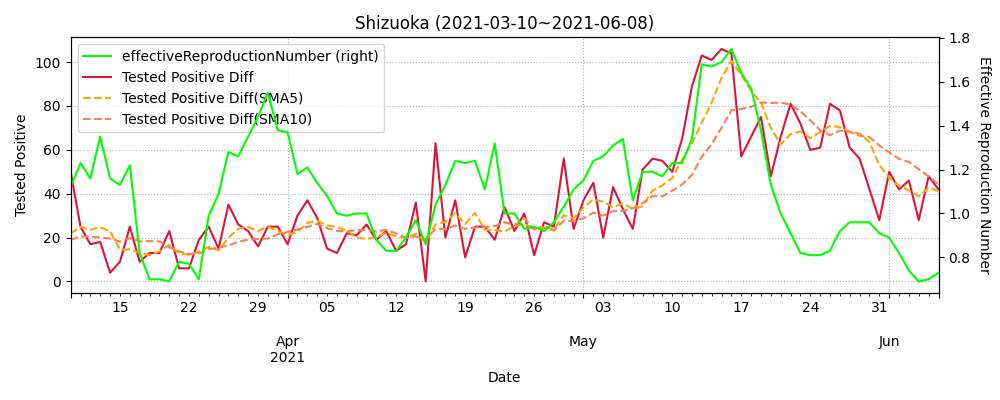 Shizuoka (2021-03-10~2021-06-08)
effectiveReproductionNumber (right)
Tested Positive Diff
Tested Positive Diff(SMA5)
Tested Positive Diff(SMA10)
Tested Positive
100
80
60
40
20
0
1.8
1.6
1.4
1.2
1.0
0.8
Effective Reproduction Number
15 22 29 05 12 19 26 03 10 17 24 31
Apr May Jun
2021
Date